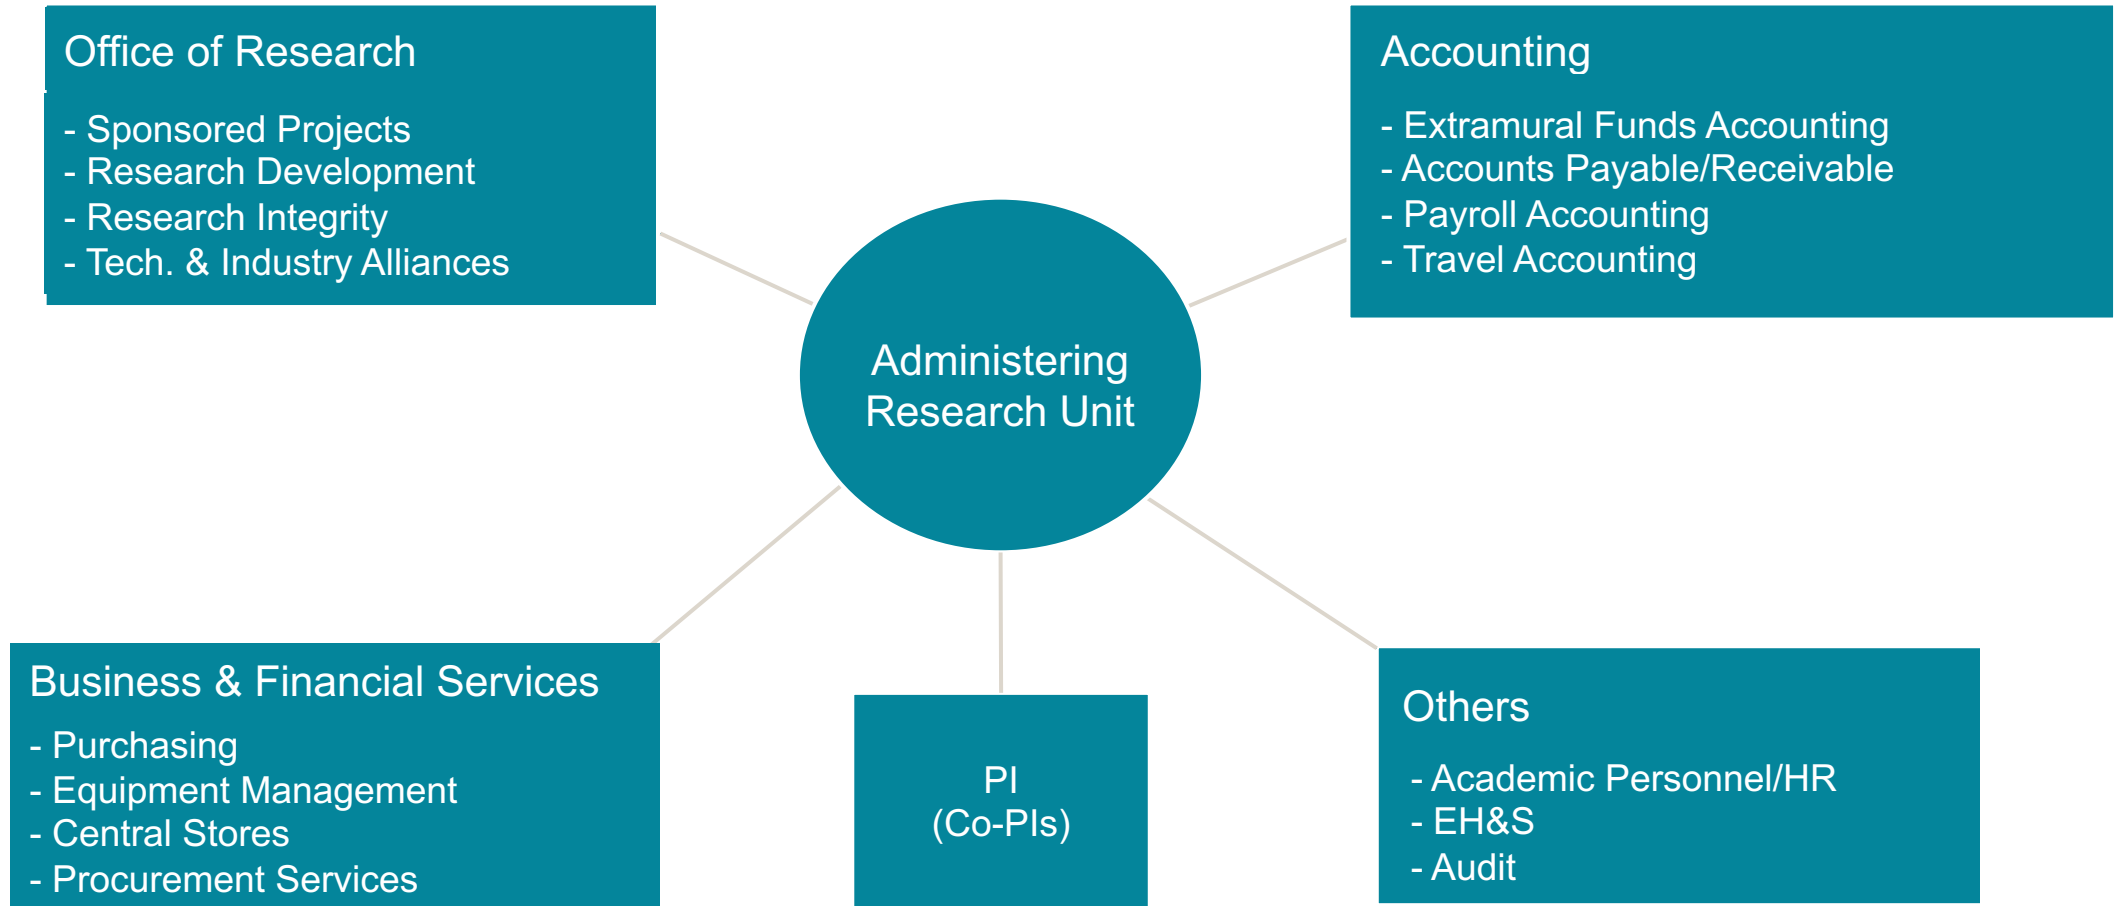 Office of Research
- Sponsored Projects
- Research Development
- Research Integrity
- Tech. & Industry Alliances
Accounting
- Extramural Funds Accounting
- Accounts Payable/Receivable
- Payroll Accounting
- Travel Accounting
Administering
Research Unit
Business & Financial Services
- Purchasing
- Equipment Management
- Central Stores
- Procurement Services
PI
(Co-PIs)
Others
- Academic Personnel/HR
- EH&S
- Audit